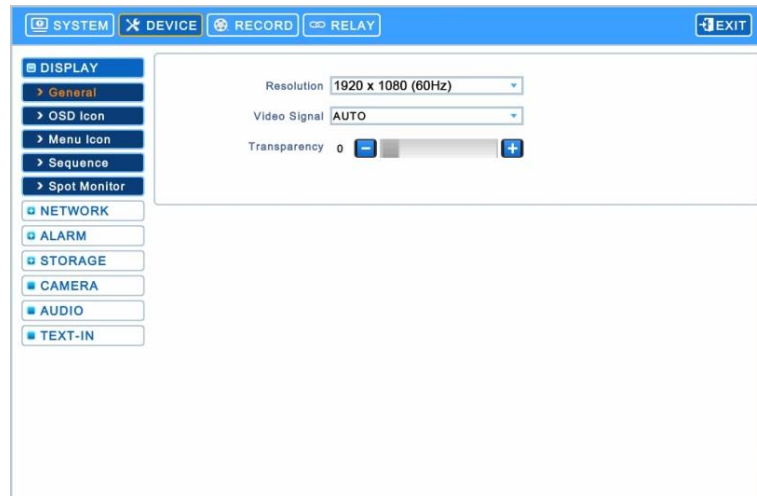 SYSTEM DEVICE RECORD RELAY EXIT
DISPLAY
General
OSD Icon
Menu Icon
Sequence
Spot Monitor
NETWORK
ALARM
STORAGE
CAMERA
AUDIO
TEXT-IN
Resolution 1920 x 1080 (60Hz)
Video Signal AUTO
Transparency 0